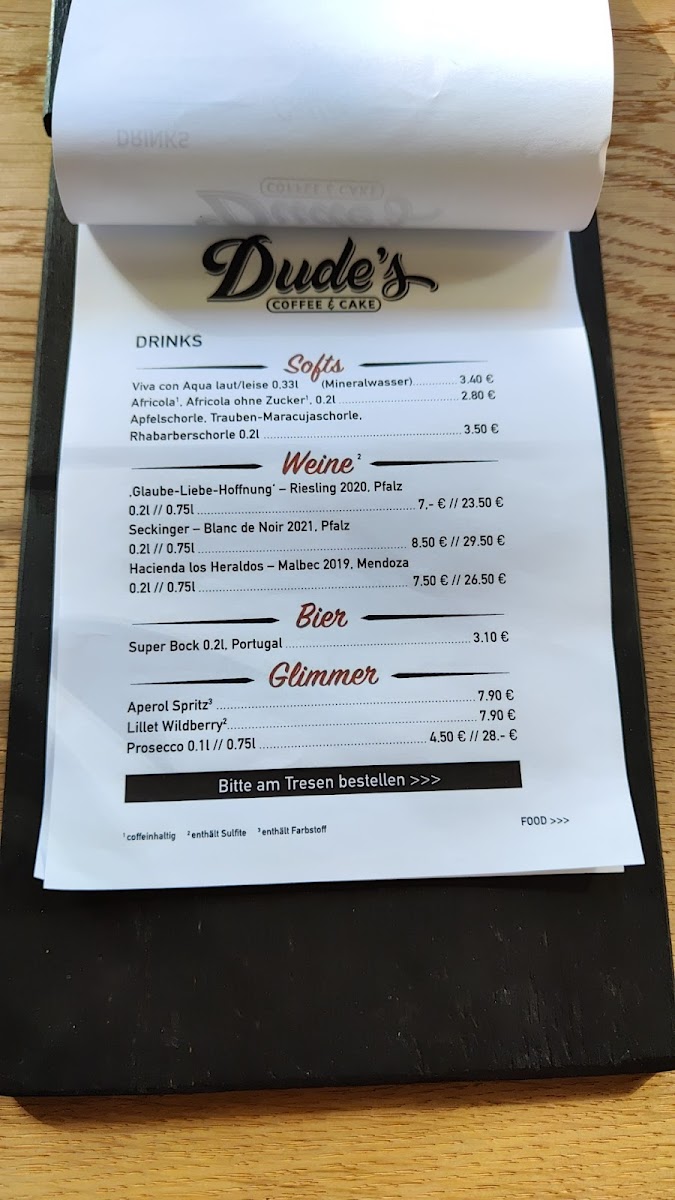 DRINKS
COFFEE & CAKE
Dude's
Dude's
COFFEE & CAKE
DRINKS
Softs
Viva con Aqua laut/leise 0,33l (Mineralwasser)............3.40 €
Africola¹, Africola ohne Zucker¹, 0.2l............2.80 €
Apfelschorle, Trauben-Maracujaschorle,
Rhabarberschorle 0.2l............3.50 €
Weine²
‚Glaube-Liebe-Hoffnung‘ – Riesling 2020, Pfalz
0.2l // 0.75l............7.- € // 23.50 €
Seckinger – Blanc de Noir 2021, Pfalz
0.2l // 0.75l............8.50 € // 29.50 €
Hacienda los Heraldos – Malbec 2019, Mendoza
0.2l // 0.75l............7.50 € // 26.50 €
Bier
Super Bock 0.2l, Portugal............3.10 €
Glimmer
Aperol Spritz³............7.90 €
Lillet Wildberry²............7.90 €
Prosecco 0.1l // 0.75l............4.50 € // 28.- €
Bitte am Tresen bestellen >>>
FOOD >>>
¹coffeinhaltig ²enthält Sulfite ³enthält Farbstoff